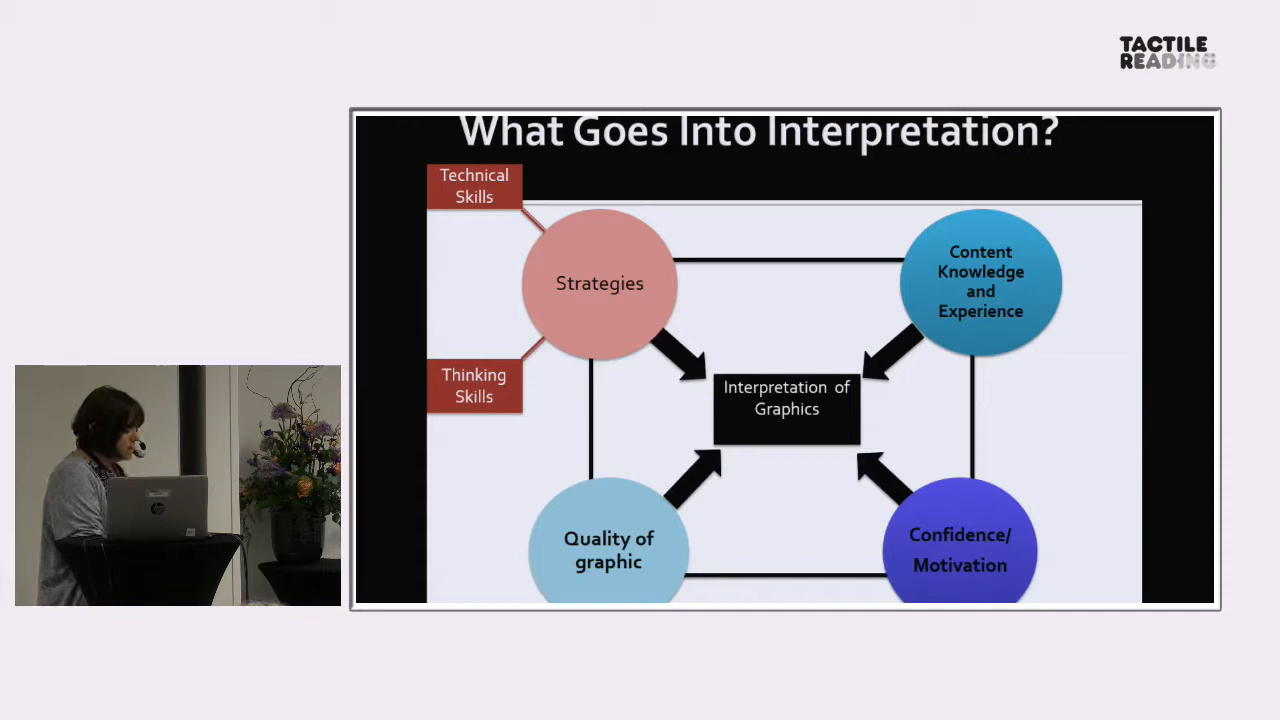 TACTILE
READING
What Goes Into Interpretation?
Technical
Skills
Strategies
Content
Knowledge
and
Experience
Thinking
Skills
Interpretation of
Graphics
Quality of
graphic
Confidence/
Motivation